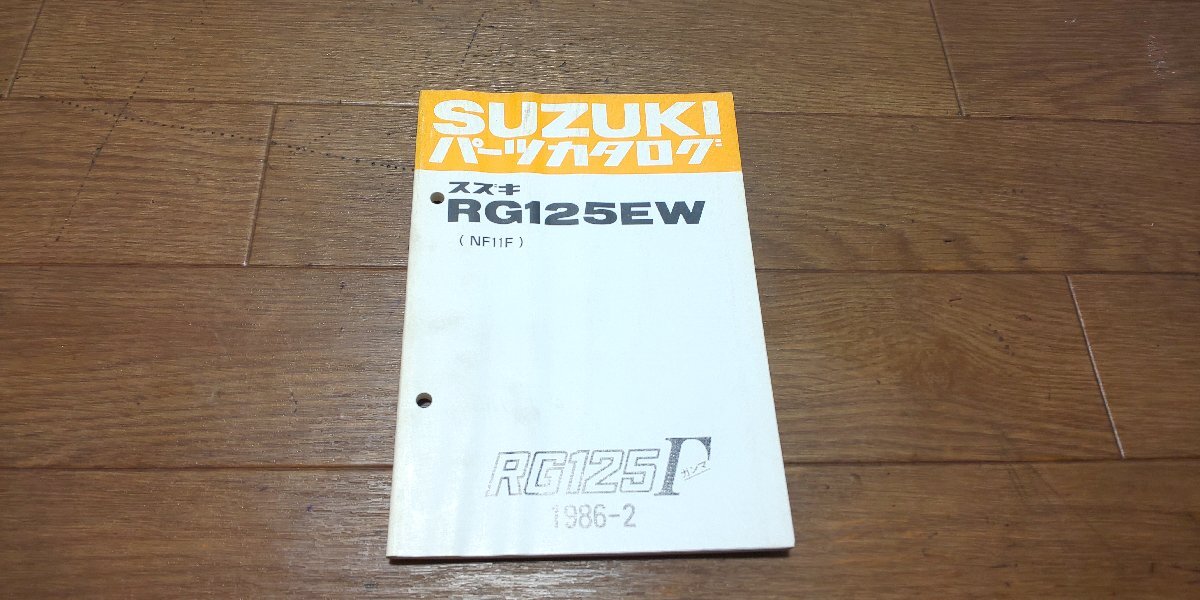 SUZUKI
パーツカタログ
スズキ
RG125EW
(NF11F)
RG125Γ
ガンマ
1986-2